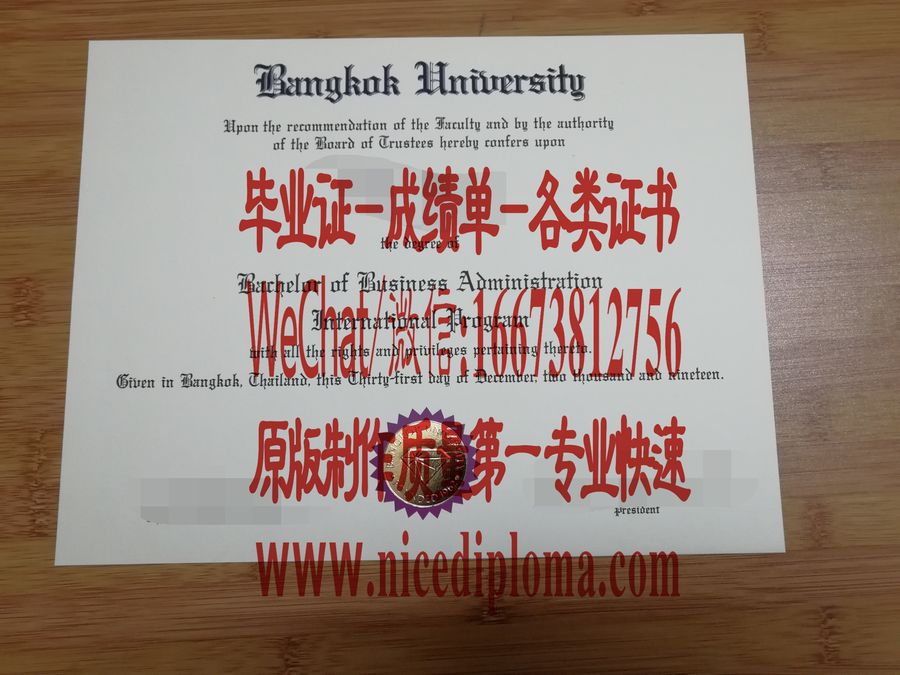 Bangkok University
Upon the recommendation of the Faculty and by the authority
of the Board of Trustees hereby confers upon
毕业证-成绩单-各类证书
the degree of
Bachelor of Business Administration
WeChat/微信:16673812756
International Program
with all the rights and privileges pertaining thereto.
Given in Bangkok, Thailand, this Thirty-first day of December, two thousand and nineteen.
原版制作质量第一专业快速
President
www.nicediploma.com